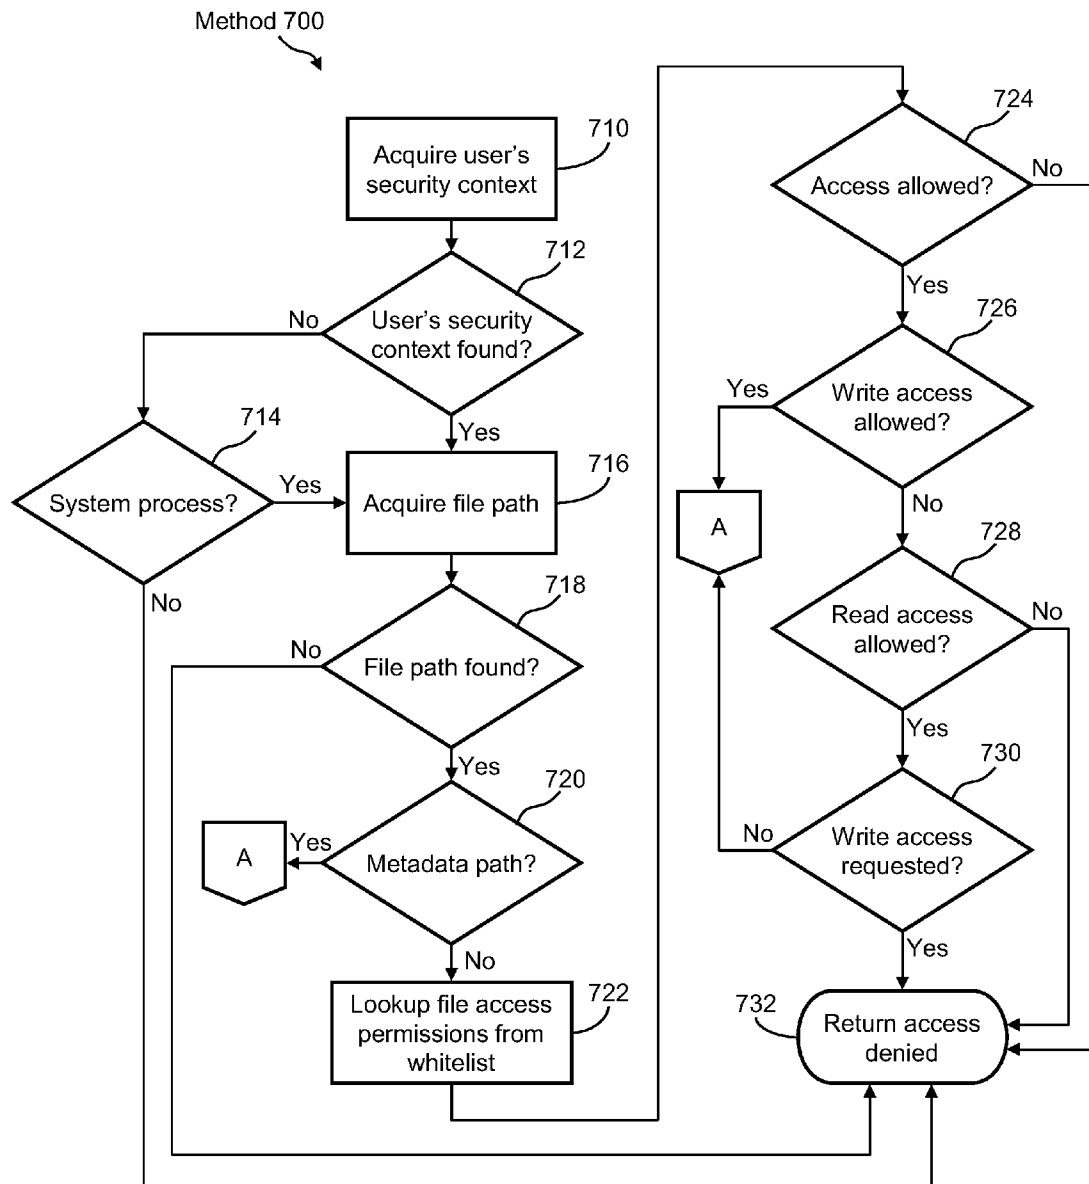 Method 700
710
Acquire user's
security context
712
No
User's security
context found?
Yes
714
System process?
Yes
No
716
Acquire file path
718
No
File path found?
Yes
720
Yes
A
Metadata path?
No
722
Lookup file access
permissions from
whitelist
724
Access allowed?
No
Yes
726
Yes
Write access
allowed?
A
No
728
Read access
allowed?
No
Yes
730
No
Write access
requested?
Yes
732
Return access
denied